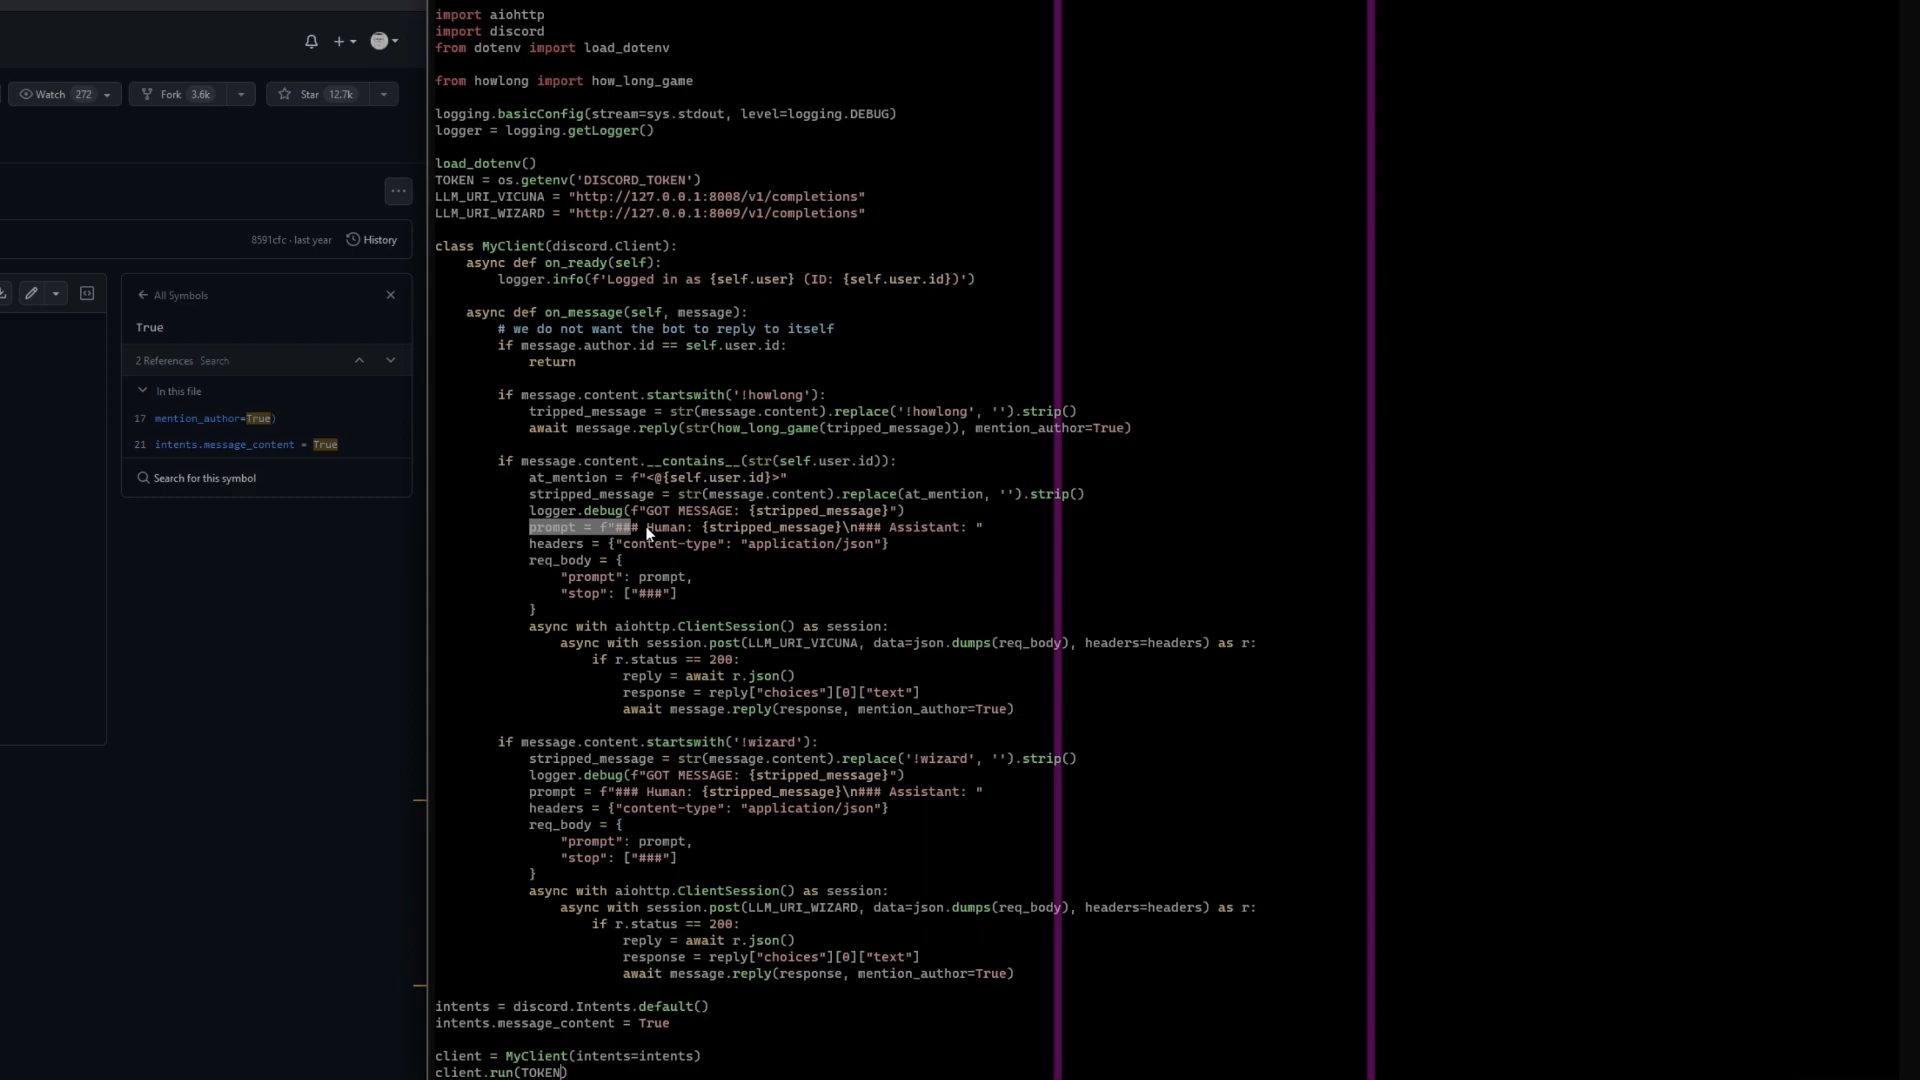 Watch 272
Fork 3.6k
Star 12.7k
8591cfc · last year
History
All Symbols
True
2 References Search
In this file
17 mention_author=True)
21 intents.message_content = True
Search for this symbol
import aiohttp
import discord
from dotenv import load_dotenv
from howlong import how_long_game
logging.basicConfig(stream=sys.stdout, level=logging.DEBUG)
logger = logging.getLogger()
load_dotenv()
TOKEN = os.getenv('DISCORD_TOKEN')
LLM_URI_VICUNA = "http://127.0.0.1:8008/v1/completions"
LLM_URI_WIZARD = "http://127.0.0.1:8009/v1/completions"
class MyClient(discord.Client):
    async def on_ready(self):
        logger.info(f'Logged in as {self.user} (ID: {self.user.id})')
    async def on_message(self, message):
        # we do not want the bot to reply to itself
        if message.author.id == self.user.id:
            return
        if message.content.startswith('!howlong'):
            tripped_message = str(message.content).replace('!howlong', '').strip()
            await message.reply(str(how_long_game(tripped_message)), mention_author=True)
        if message.content.__contains__(str(self.user.id)):
            at_mention = f"<@{self.user.id}>"
            stripped_message = str(message.content).replace(at_mention, '').strip()
            logger.debug(f"GOT MESSAGE: {stripped_message}")
            prompt = f"### Human: {stripped_message}\n### Assistant: "
            headers = {"content-type": "application/json"}
            req_body = {
                "prompt": prompt,
                "stop": ["###"]
            }
            async with aiohttp.ClientSession() as session:
                async with session.post(LLM_URI_VICUNA, data=json.dumps(req_body), headers=headers) as r:
                    if r.status == 200:
                        reply = await r.json()
                        response = reply["choices"][0]["text"]
                        await message.reply(response, mention_author=True)
        if message.content.startswith('!wizard'):
            stripped_message = str(message.content).replace('!wizard', '').strip()
            logger.debug(f"GOT MESSAGE: {stripped_message}")
            prompt = f"### Human: {stripped_message}\n### Assistant: "
            headers = {"content-type": "application/json"}
            req_body = {
                "prompt": prompt,
                "stop": ["###"]
            }
            async with aiohttp.ClientSession() as session:
                async with session.post(LLM_URI_WIZARD, data=json.dumps(req_body), headers=headers) as r:
                    if r.status == 200:
                        reply = await r.json()
                        response = reply["choices"][0]["text"]
                        await message.reply(response, mention_author=True)
intents = discord.Intents.default()
intents.message_content = True
client = MyClient(intents=intents)
client.run(TOKEN)